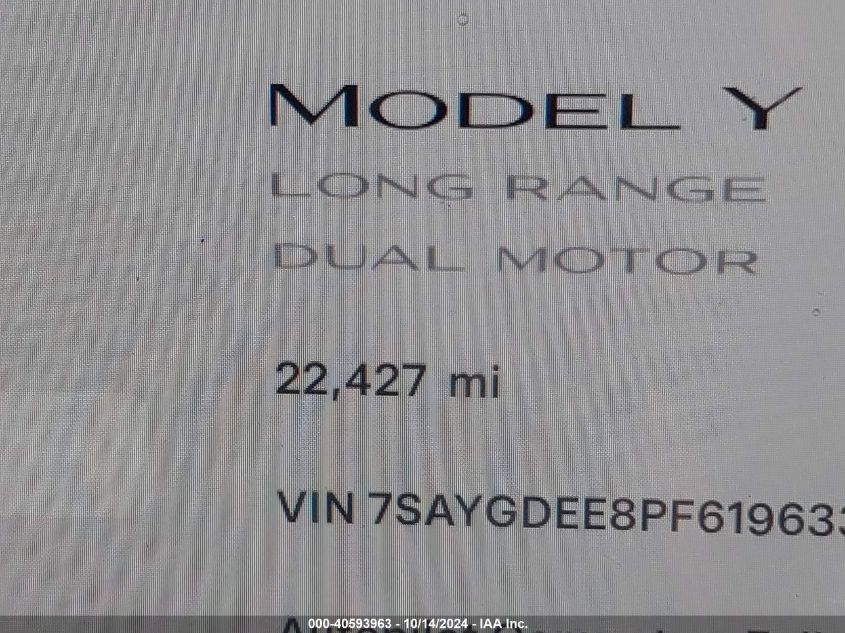 MODEL Y
LONG RANGE
DUAL MOTOR
22,427 mi
VIN 7SAYGDEE8PF61963
000-40593963 - 10/14/2024 - IAA Inc.